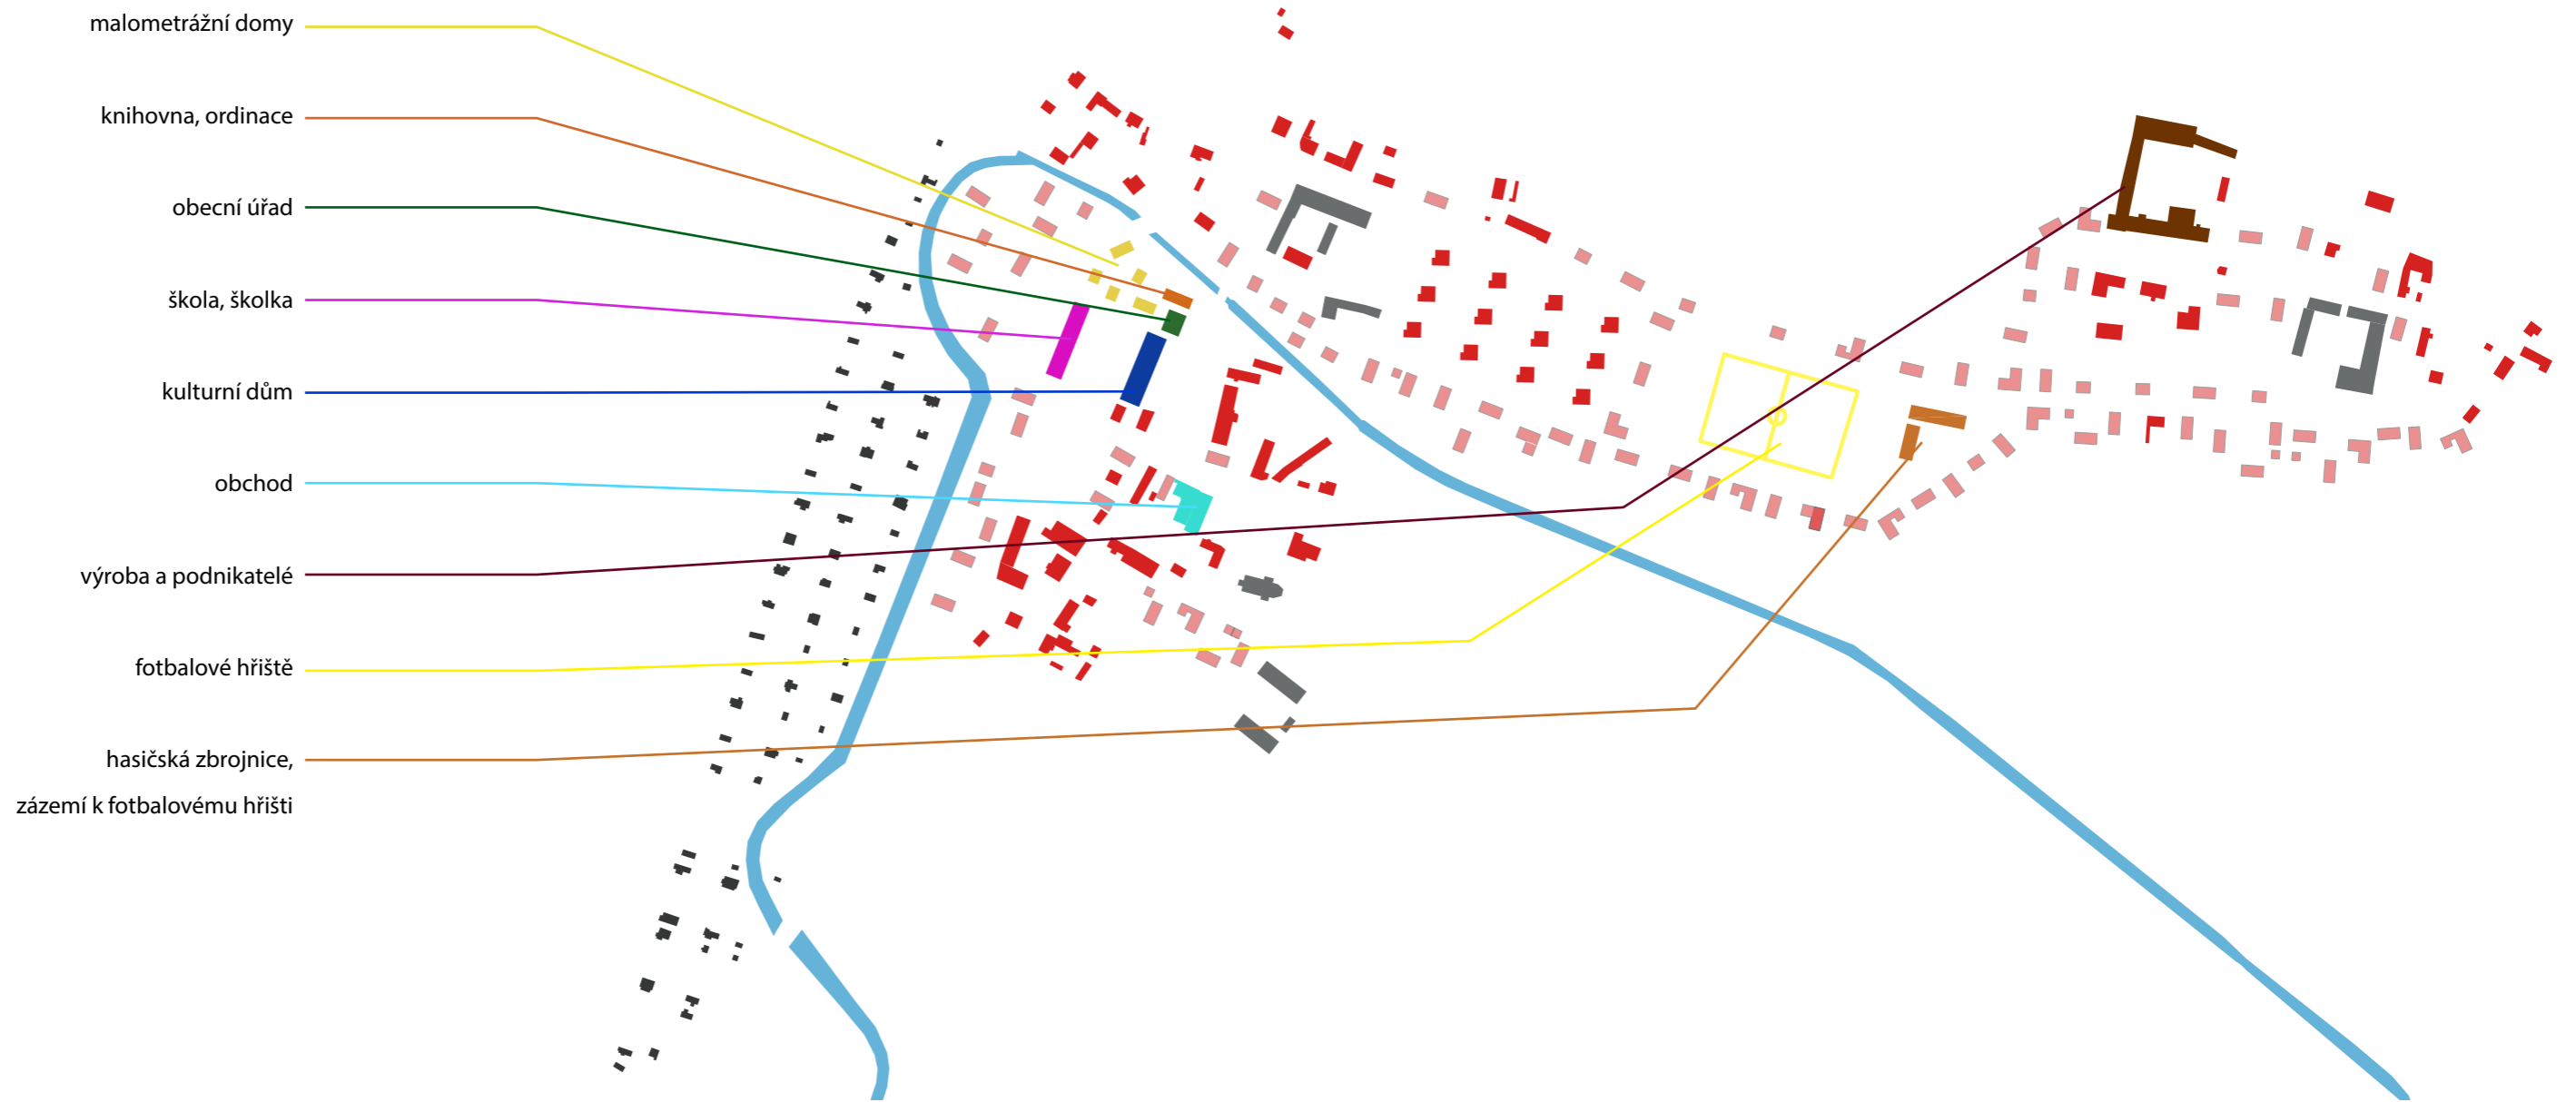 malometrážní domy
knihovna, ordinace
obecní úřad
škola, školka
kulturní dům
obchod
výroba a podnikatelé
fotbalové hřiště
hasičská zbrojnice,
zázemí k fotbalovému hřišti